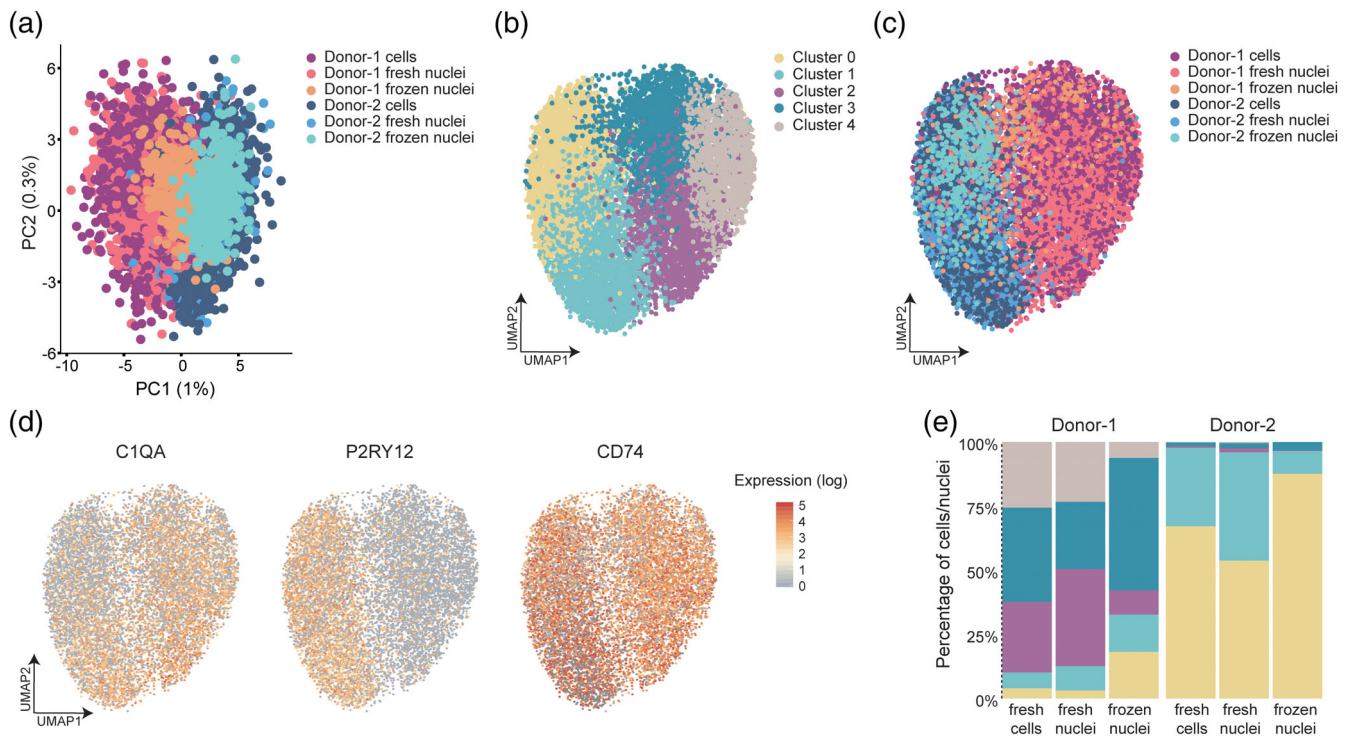 (a)
6
3
0
-3
-6
PC2 (0.3%)
-10
-5
0
5
PC1 (1%)
Donor-1 cells
Donor-1 fresh nuclei
Donor-1 frozen nuclei
Donor-2 cells
Donor-2 fresh nuclei
Donor-2 frozen nuclei
(b)
Cluster 0
Cluster 1
Cluster 2
Cluster 3
Cluster 4
UMAP2
UMAP1
(c)
Donor-1 cells
Donor-1 fresh nuclei
Donor-1 frozen nuclei
Donor-2 cells
Donor-2 fresh nuclei
Donor-2 frozen nuclei
UMAP2
UMAP1
(d)
C1QA
P2RY12
CD74
Expression (log)
5
4
3
2
1
0
UMAP2
UMAP1
(e)
Donor-1
Donor-2
Percentage of cells/nuclei
100%
75%
50%
25%
0%
fresh cells
fresh nuclei
frozen nuclei
fresh cells
fresh nuclei
frozen nuclei